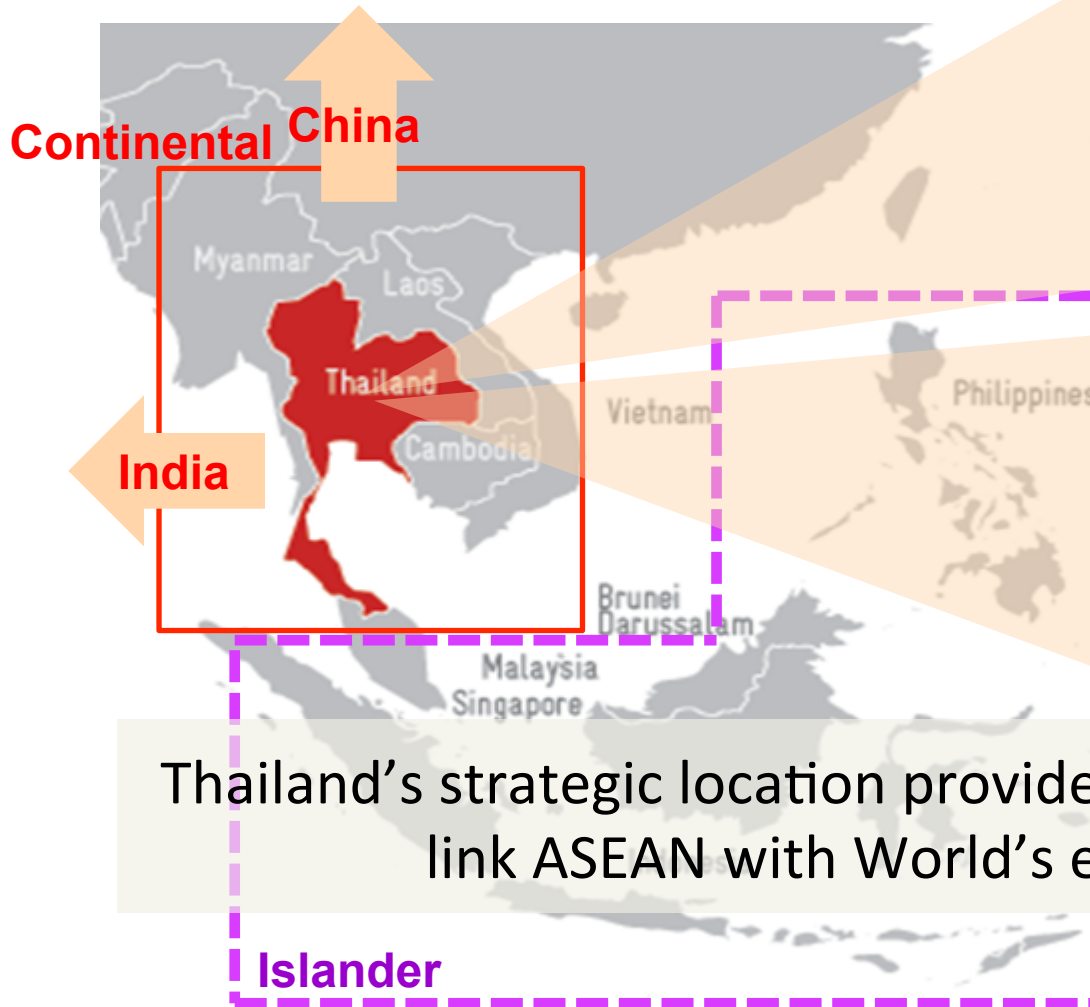 China
Continental
Myanmar
Laos
Thailand
Philippines
Vietnam
Cambodia
India
Brunei
Darussalam
Malaysia
Singapore
Thailand's strategic location provide
link ASEAN with World's e
Islander